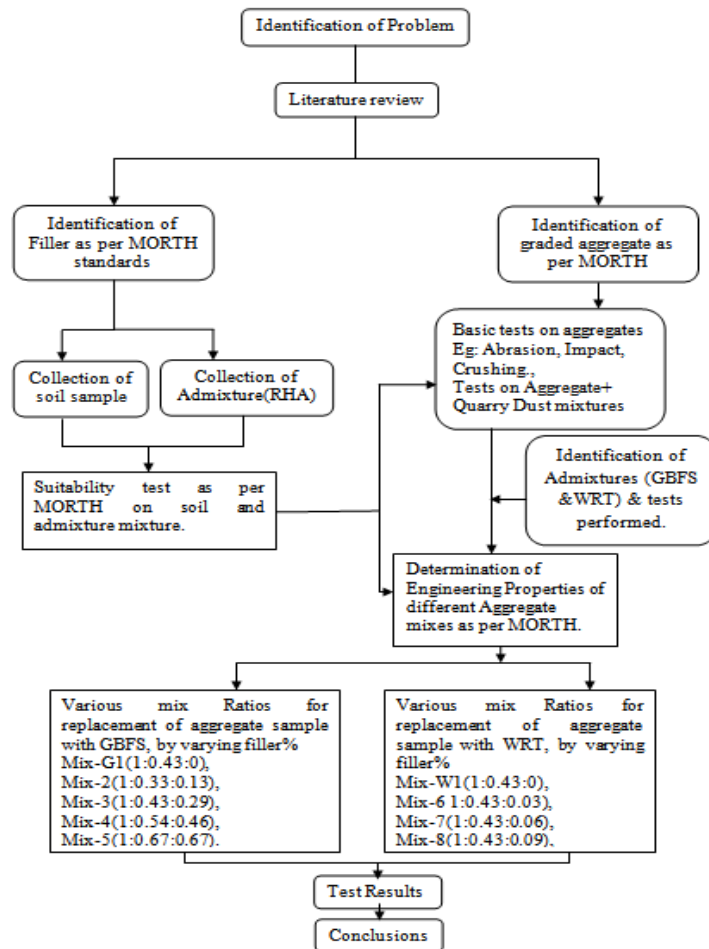 Identification of Problem
Literature review
Identification of
Filler as per MORTH
standards
Identification of
graded aggregate as
per MORTH
Collection of
soil sample
Collection of
Admixture(RHA)
Basic tests on aggregates
Eg: Abrasion, Impact,
Crushing.,
Tests on Aggregate+
Quarry Dust mixtures
Suitability test as per
MORTH on soil and
admixture mixture.
Identification of
Admixtures (GBFS
&WRT) & tests
performed.
Determination of
Engineering Properties of
different Aggregate
mixes as per MORTH.
Various mix Ratios for
replacement of aggregate sample
with GBFS, by varying filler%
Mix-G1(1:0.43:0),
Mix-2(1:0.33:0.13),
Mix-3(1:0.43:0.29),
Mix-4(1:0.54:0.46),
Mix-5(1:0.67:0.67).
Various mix Ratios for
replacement of aggregate
sample with WRT, by varying
filler%
Mix-W1(1:0.43:0),
Mix-6 1:0.43:0.03),
Mix-7(1:0.43:0.06),
Mix-8(1:0.43:0.09).
Test Results
Conclusions